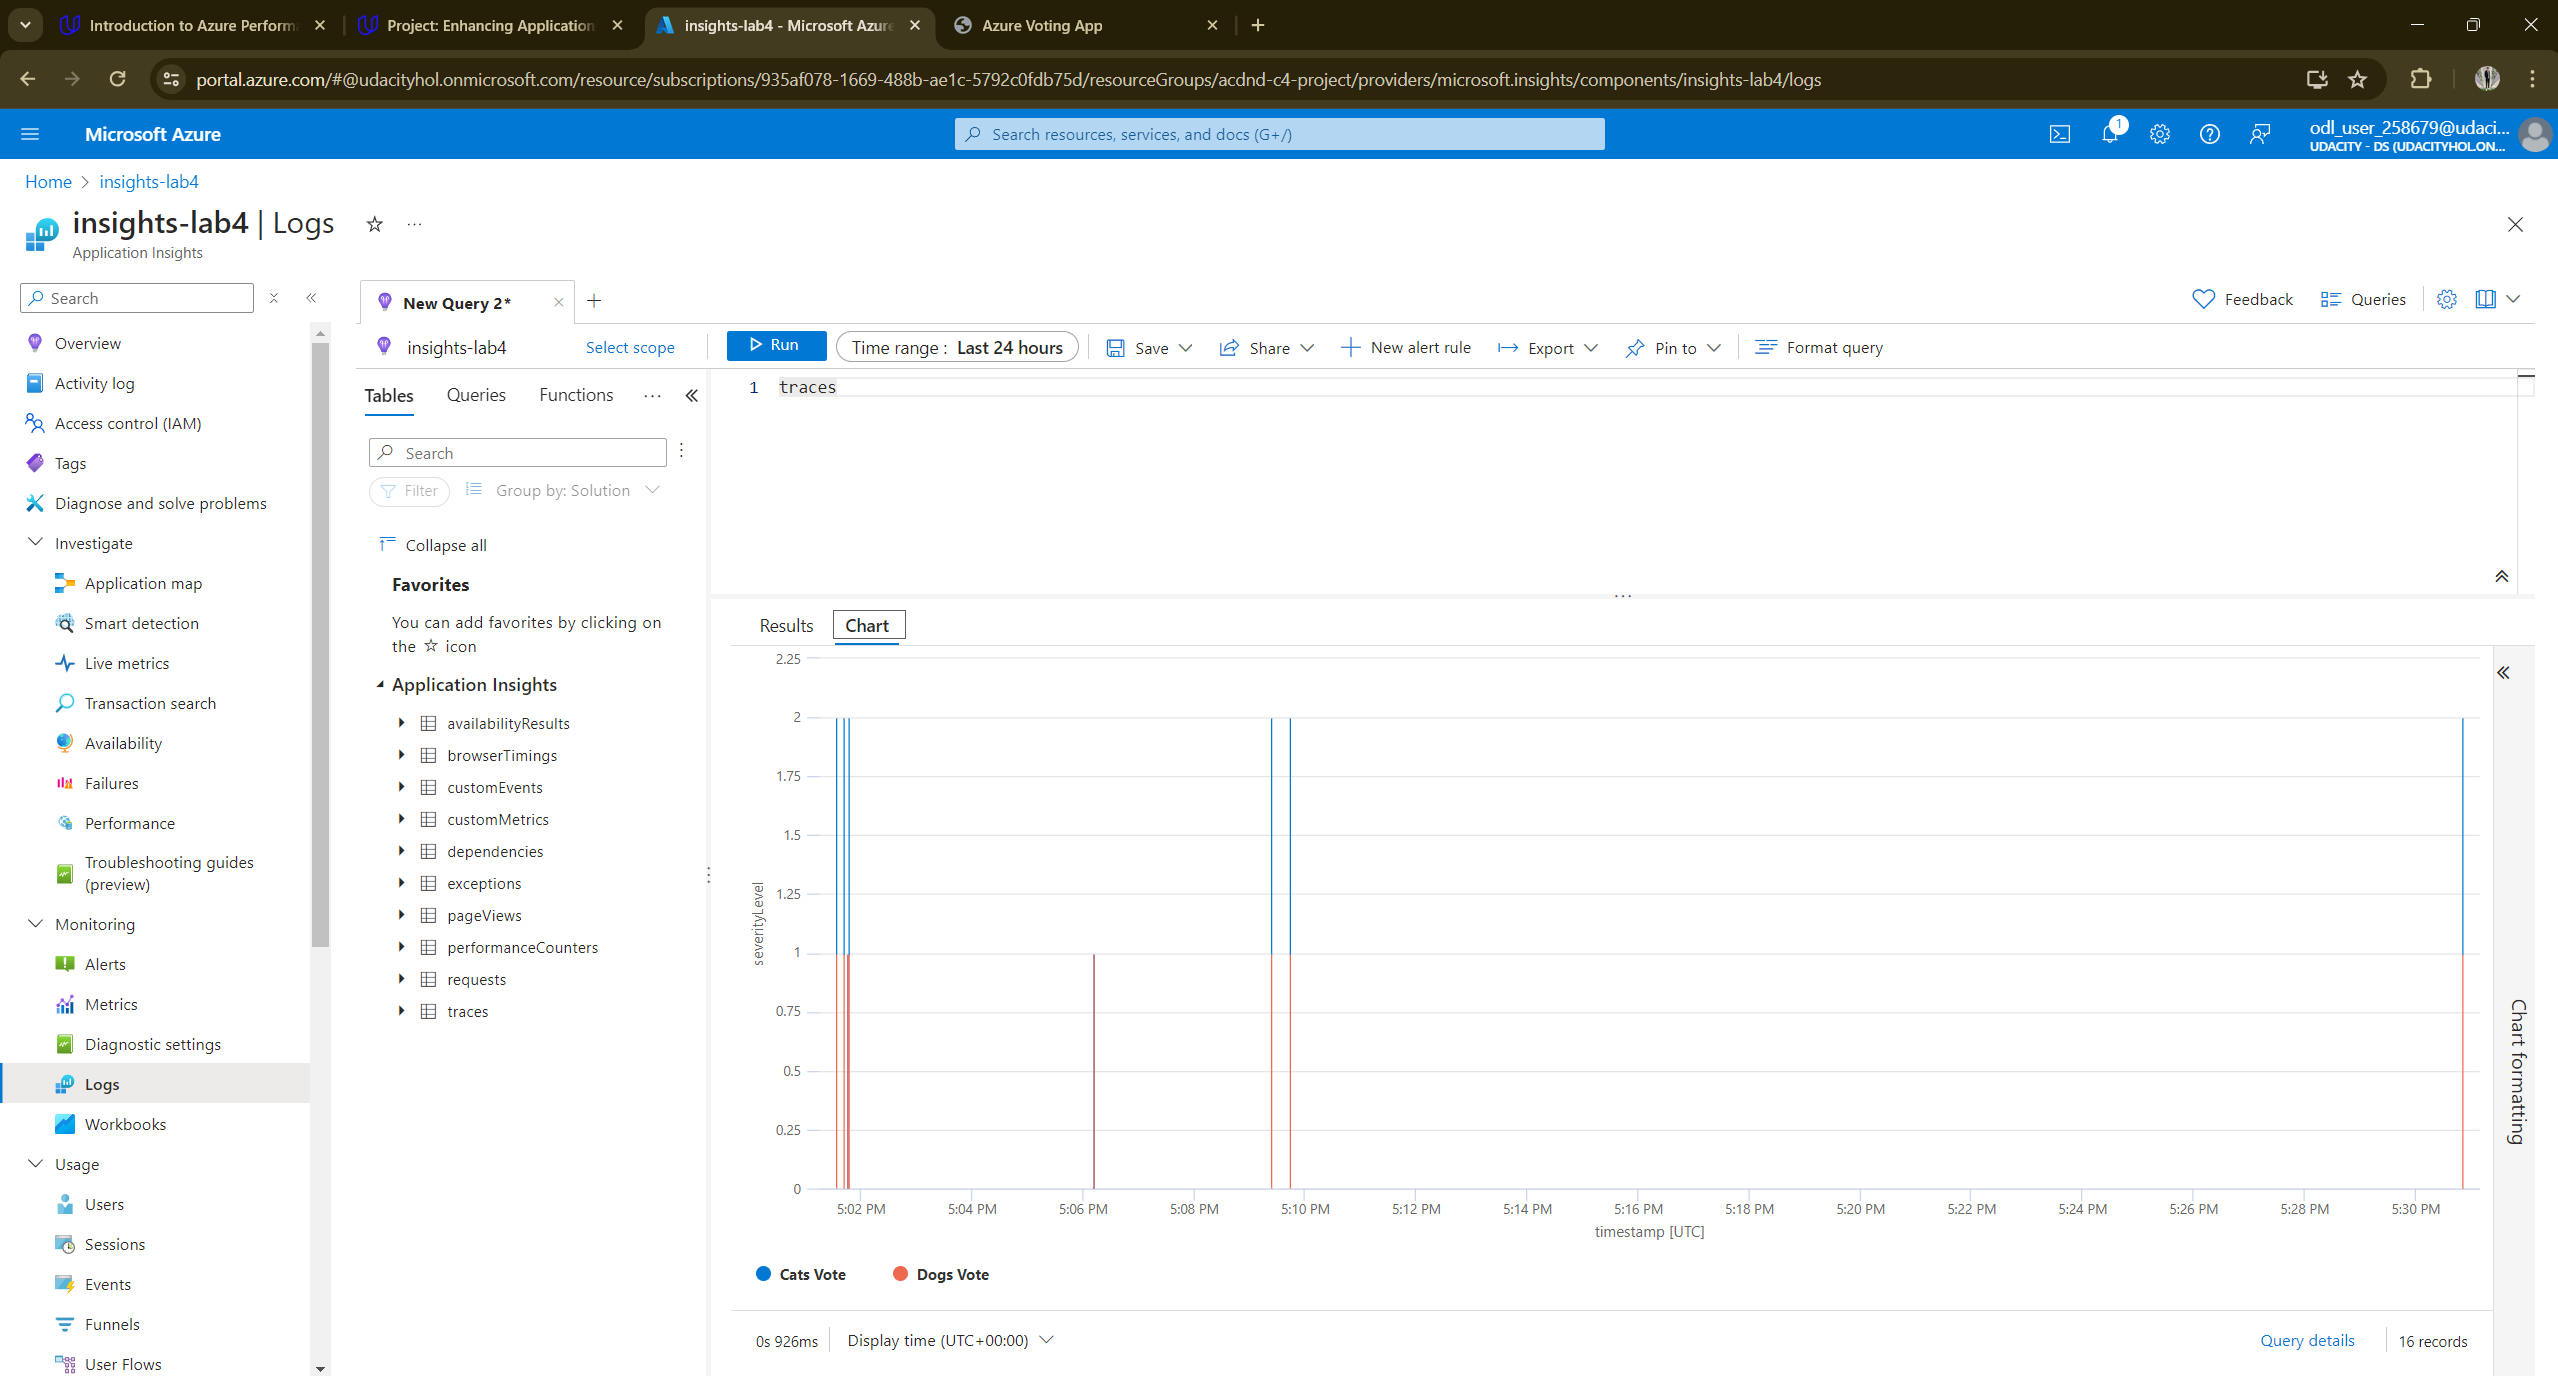 Introduction to Azure Perform
Project: Enhancing Application
insights-lab4 - Microsoft Azure
Azure Voting App
portal.azure.com/#@udacityhol.onmicrosoft.com/resource/subscriptions/935af078-1669-488b-ae1c-5792c0fdb75d/resourceGroups/acdnd-c4-project/providers/microsoft.insights/components/insights-lab4/logs
Microsoft Azure
Search resources, services, and docs (G+/)
1
odl_user_258679@udaci...
UDACITY - DS (UDACITYHOL.ON...
Home > insights-lab4
insights-lab4 | Logs
Application Insights
Search
Overview
Activity log
Access control (IAM)
Tags
Diagnose and solve problems
Investigate
Application map
Smart detection
Live metrics
Transaction search
Availability
Failures
Performance
Troubleshooting guides
(preview)
Monitoring
Alerts
Metrics
Diagnostic settings
Logs
Workbooks
Usage
Users
Sessions
Events
Funnels
User Flows
New Query 2*
Feedback
Queries
insights-lab4
Select scope
Run
Time range : Last 24 hours
Save
Share
New alert rule
Export
Pin to
Format query
Tables
Queries
Functions
Search
Filter
Group by: Solution
Collapse all
Favorites
You can add favorites by clicking on
the ☆ icon
Application Insights
availabilityResults
browserTimings
customEvents
customMetrics
dependencies
exceptions
pageViews
performanceCounters
requests
traces
1 traces
Results
Chart
2.25
2
1.75
1.5
1.25
1
0.75
0.5
0.25
0
severityLevel
5:02 PM 5:04 PM 5:06 PM 5:08 PM 5:10 PM 5:12 PM 5:14 PM 5:16 PM 5:18 PM 5:20 PM 5:22 PM 5:24 PM 5:26 PM 5:28 PM 5:30 PM
timestamp [UTC]
Cats Vote
Dogs Vote
Chart formatting
0s 926ms
Display time (UTC+00:00)
Query details
16 records